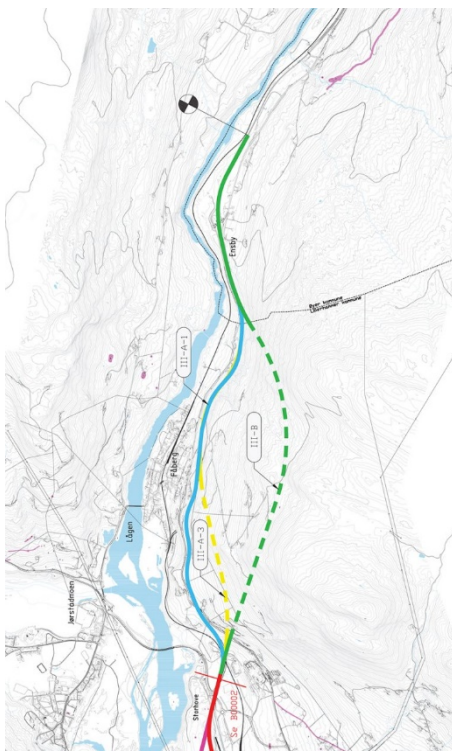 Øyer kommune
Lillehammer kommune
Ensby
III-A-1
III-B
Fåberg
Lågen
III-A-3
Jørstadmoen
Storhove
Se B00002